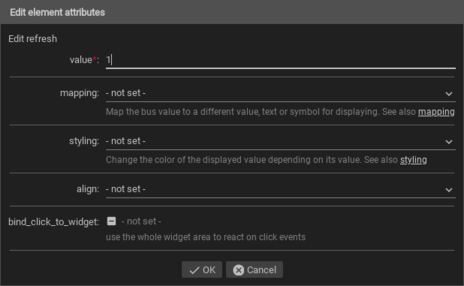 Edit element attributes
Edit refresh
value*: 1
mapping: - not set -
Map the bus value to a different value, text or symbol for displaying. See also mapping
styling: - not set -
Change the color of the displayed value depending on its value. See also styling
align: - not set -
bind_click_to_widget: - not set -
use the whole widget area to react on click events
OK Cancel